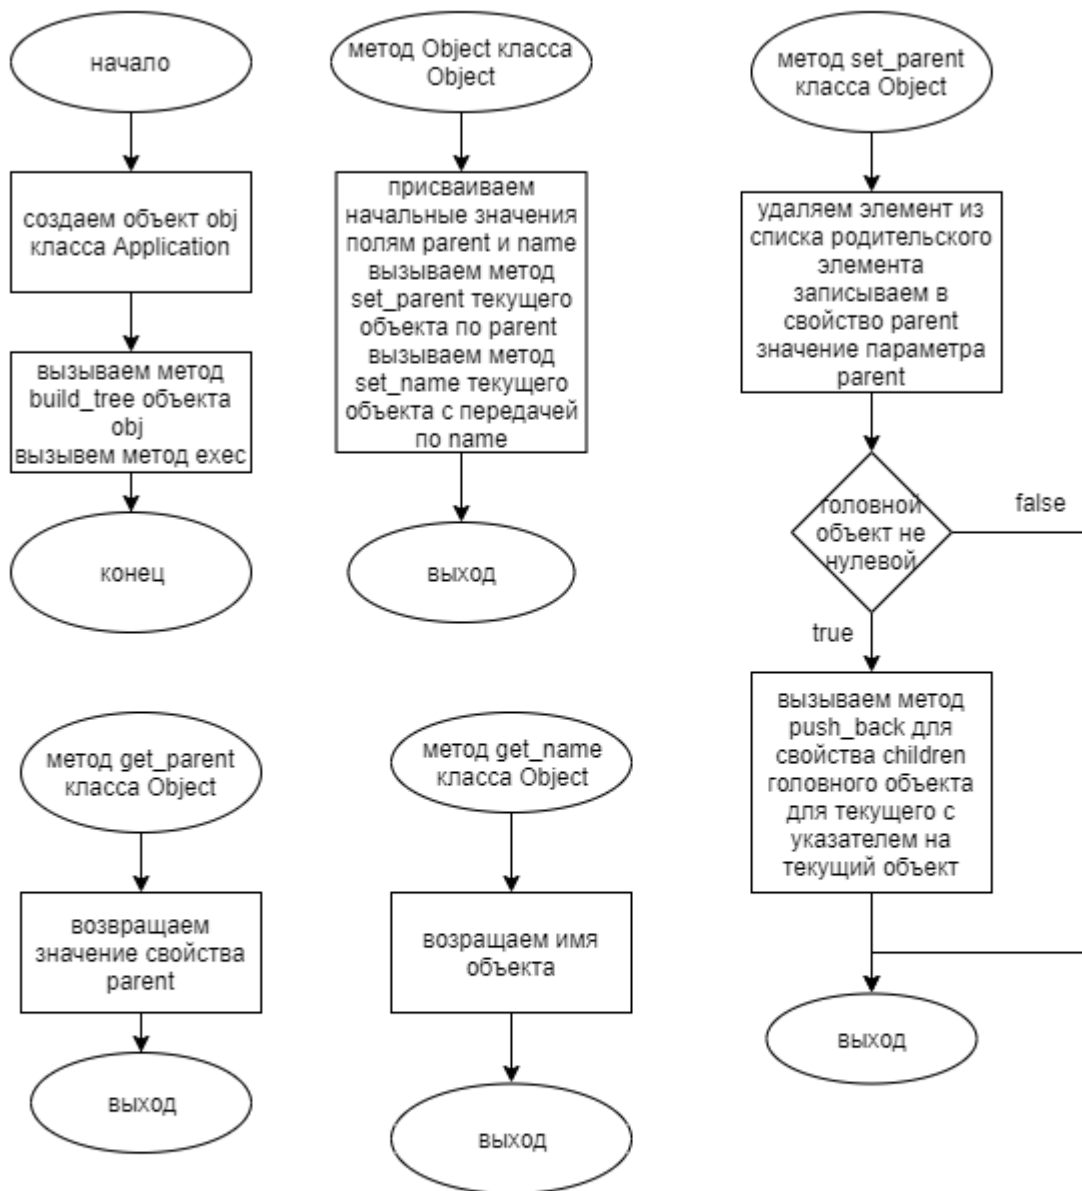 начало
создаем объект obj
класса Application
вызываем метод
build_tree объекта
obj
вызывем метод exec
конец
метод Object класса
Object
присваиваем
начальные значения
полям parent и name
вызываем метод
set_parent текущего
объекта по parent
вызываем метод
set_name текущего
объекта с передачей
по name
выход
метод set_parent
класса Object
удаляем элемент из
списка родительского
элемента
записываем в
свойство parent
значение параметра
parent
головной
объект не
нулевой
false
true
вызываем метод
push_back для
свойства children
головного объекта
для текущего с
указателем на
текущий объект
выход
метод get_parent
класса Object
возвращаем
значение свойства
parent
выход
метод get_name
класса Object
возращаем имя
объекта
выход